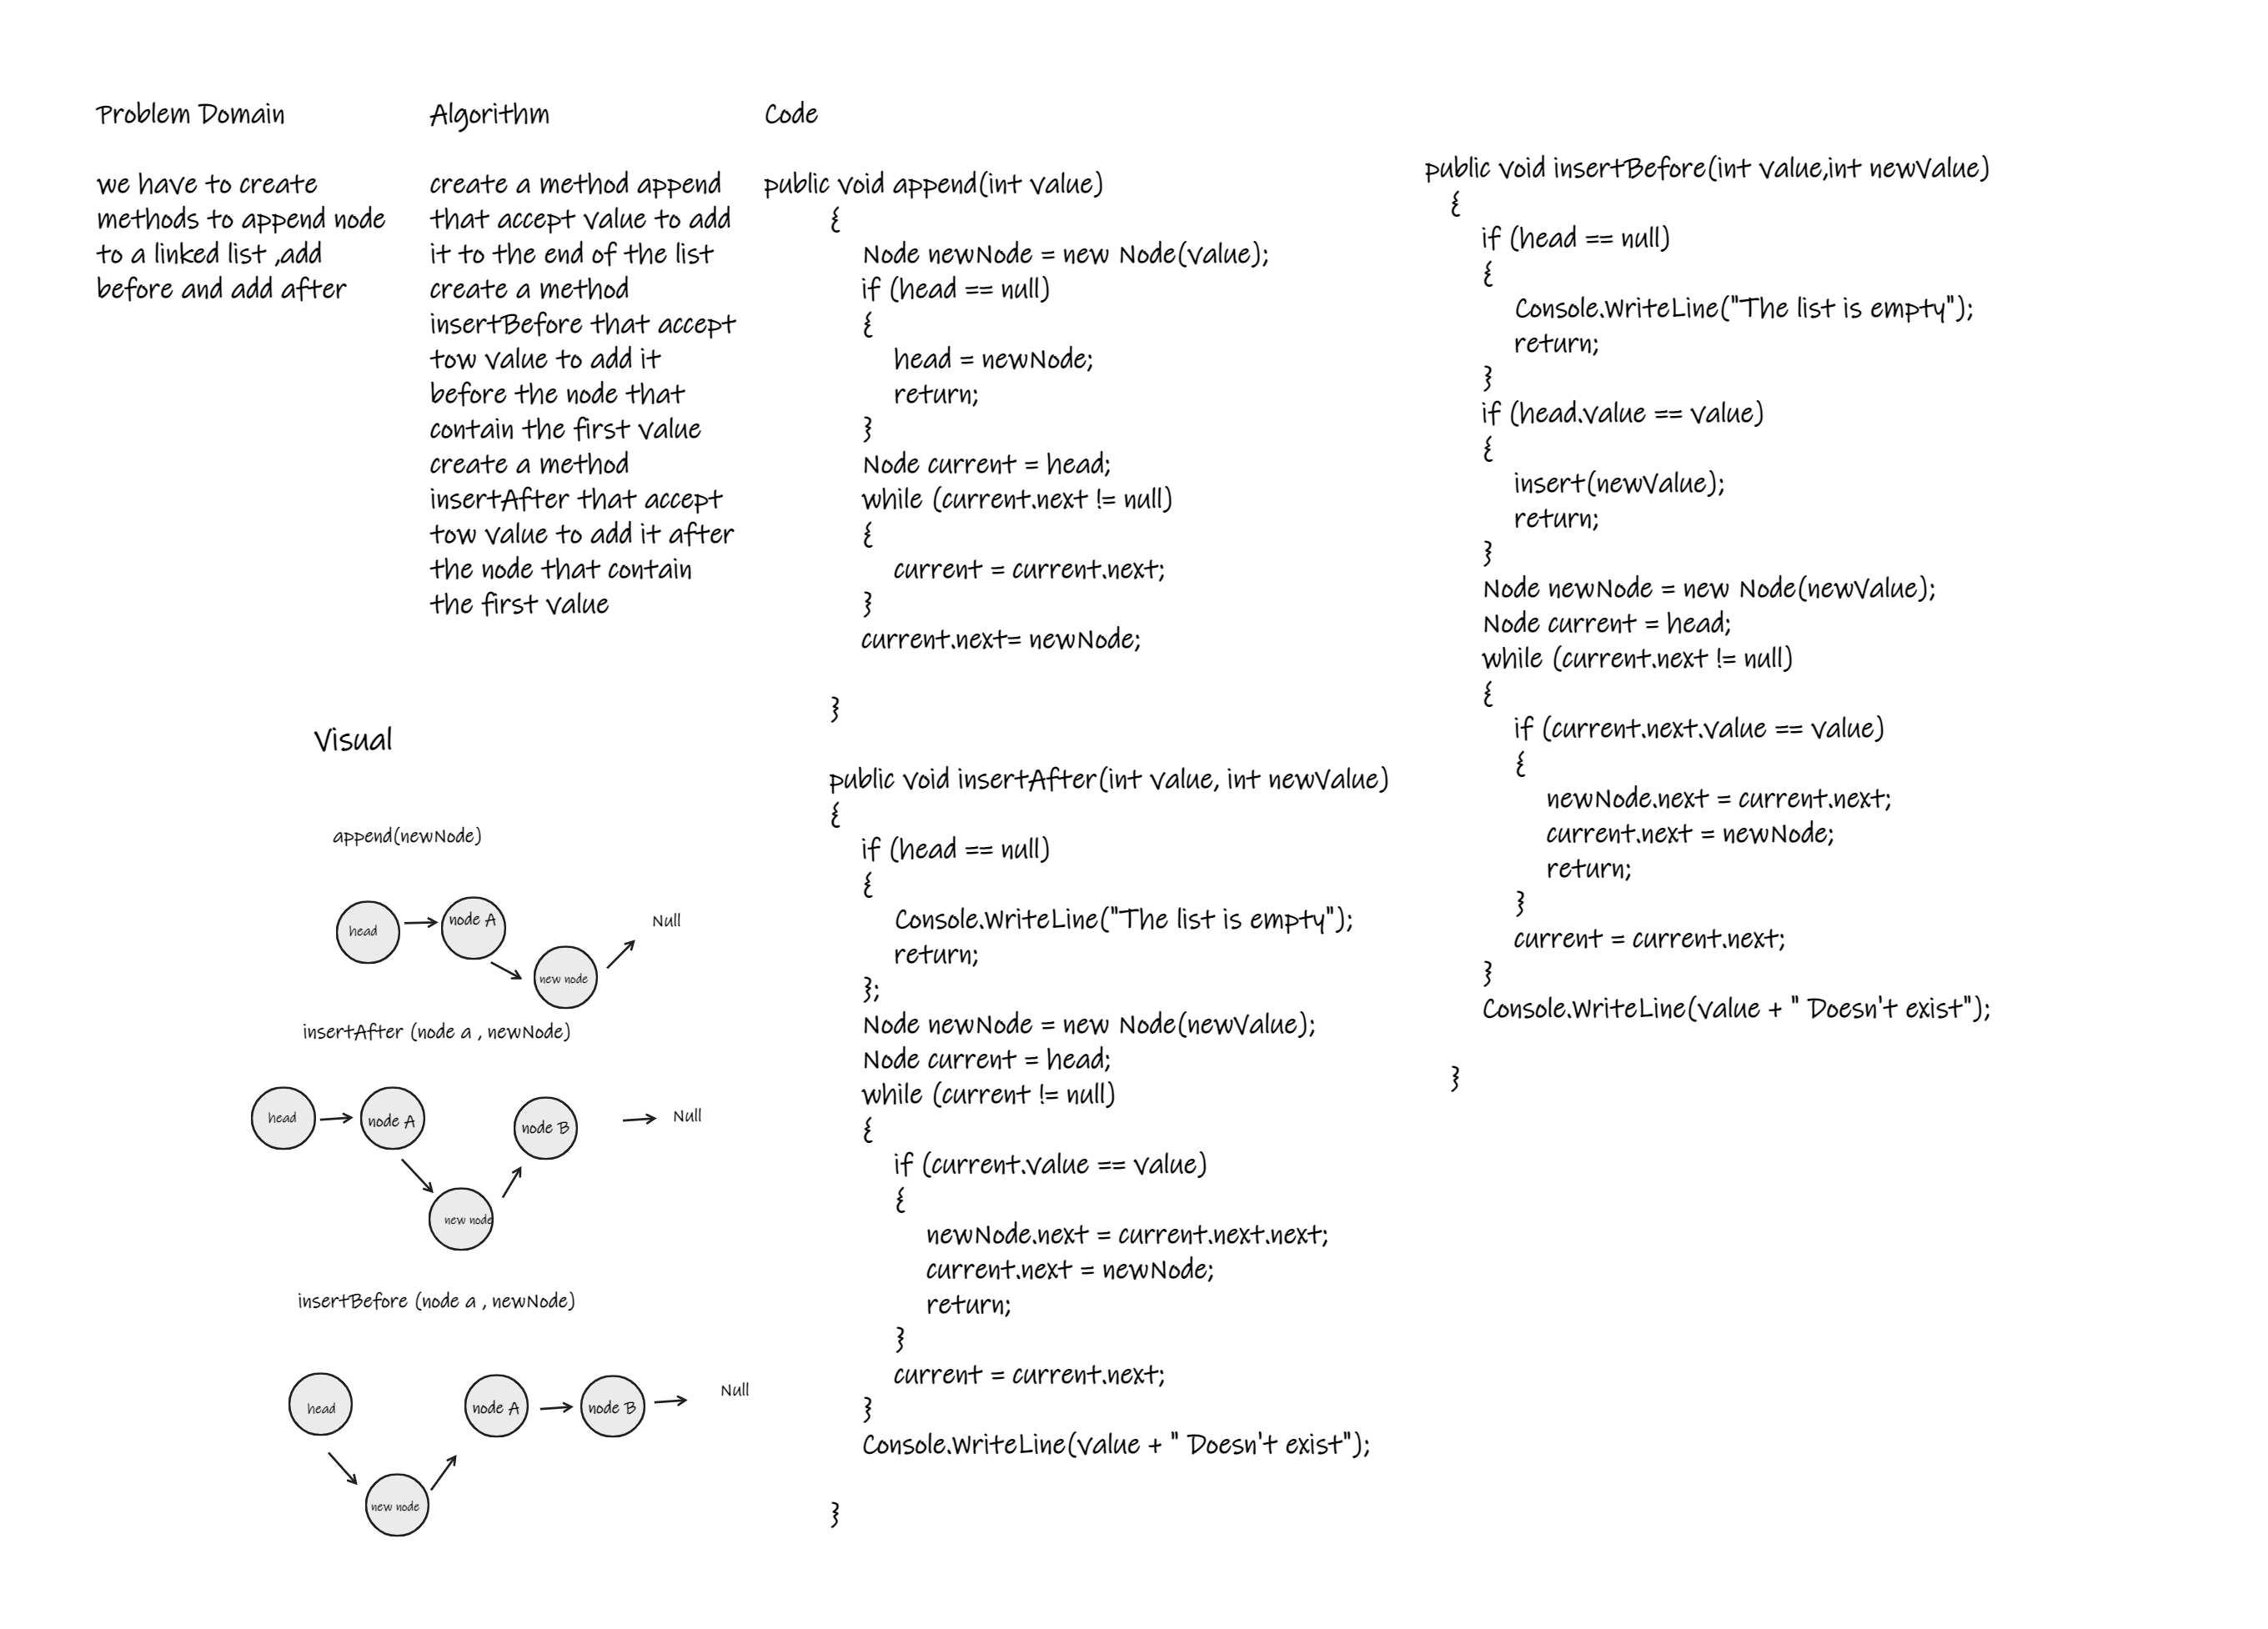 Problem Domain
we have to create
methods to append node
to a linked list ,add
before and add after
Algorithm
create a method append
that accept value to add
it to the end of the list
create a method
insertBefore that accept
tow value to add it
before the node that
contain the first value
create a method
insertAfter that accept
tow value to add it after
the node that contain
the first value
Visual
append(newNode)
head
node A
new node
Null
insertAfter (node a , newNode)
head
node A
new node
node B
Null
insertBefore (node a , newNode)
head
new node
node A
node B
Null
Code
public void append(int value)
{
Node newNode = new Node(value);
if (head == null)
{
head = newNode;
return;
}
Node current = head;
while (current.next != null)
{
current = current.next;
}
current.next= newNode;
}
public void insertAfter(int value, int newValue)
{
if (head == null)
{
Console.WriteLine("The list is empty");
return;
};
Node newNode = new Node(newValue);
Node current = head;
while (current != null)
{
if (current.value == value)
{
newNode.next = current.next.next;
current.next = newNode;
return;
}
current = current.next;
}
Console.WriteLine(value + " Doesn't exist");
}
public void insertBefore(int value,int newValue)
{
if (head == null)
{
Console.WriteLine("The list is empty");
return;
}
if (head.value == value)
{
insert(newValue);
return;
}
Node newNode = new Node(newValue);
Node current = head;
while (current.next != null)
{
if (current.next.value == value)
{
newNode.next = current.next;
current.next = newNode;
return;
}
current = current.next;
}
Console.WriteLine(value + " Doesn't exist");
}